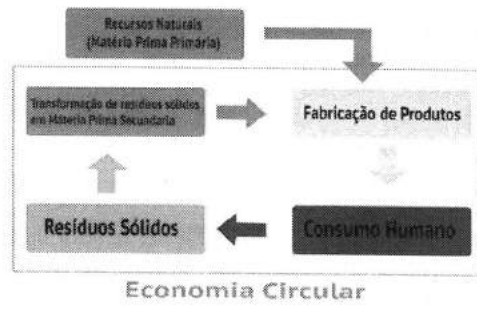 Recursos Naturais
(Matéria Prima Primária)
Transformação de resíduos sólidos
em Matéria Prima Secundaria
Fabricação de Produtos
Resíduos Sólidos
Consumo Humano
Economia Circular